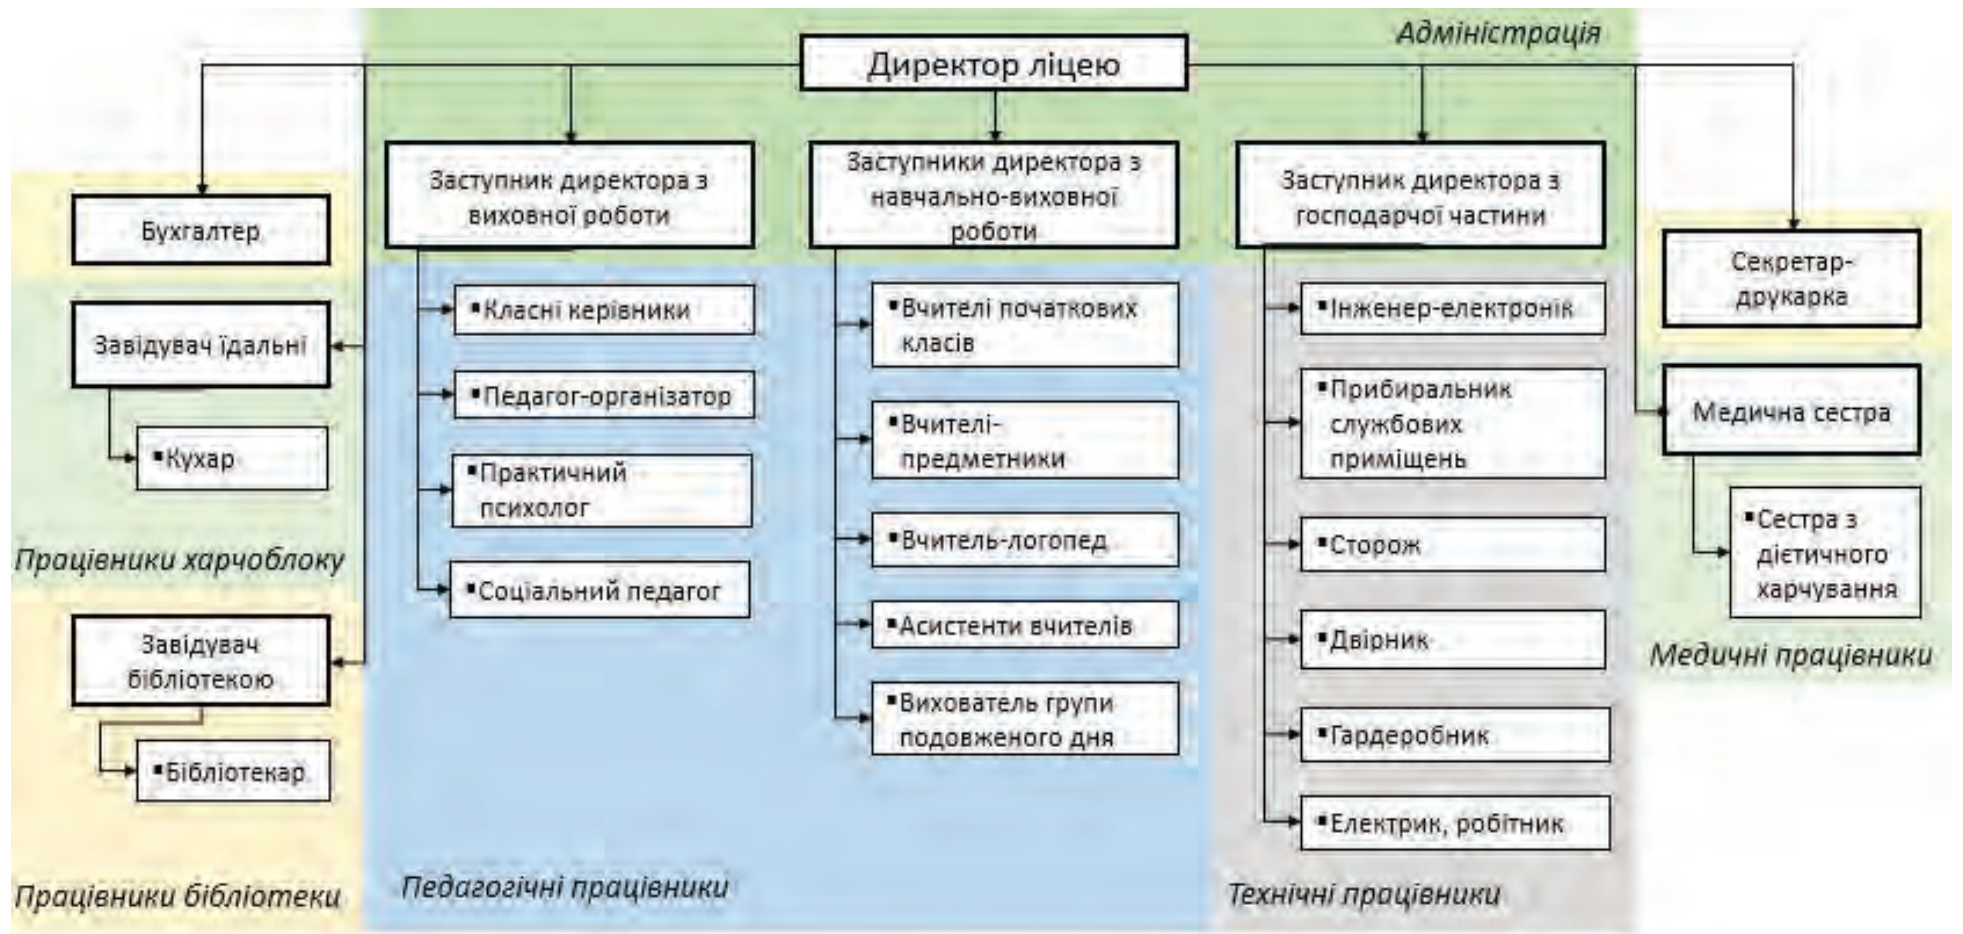 Адміністрація
Директор ліцею
Бухгалтер
Завідувач їдальні
▪Кухар
Працівники харчоблоку
Завідувач
бібліотекою
▪Бібліотекар
Працівники бібліотеки
Заступник директора з
виховної роботи
▪Класні керівники
▪Педагог-організатор
▪Практичний
психолог
▪Соціальний педагог
Заступники директора з
навчально-виховної
роботи
▪Вчителі початкових
класів
▪Вчителі-
предметники
▪Вчитель-логопед
▪Асистенти вчителів
▪Вихователь групи
подовженого дня
Педагогічні працівники
Заступник директора з
господарчої частини
▪Інженер-електронік
▪Прибиральник
службових
приміщень
▪Сторож
▪Двірник
▪Гардеробник
▪Електрик, робітник
Технічні працівники
Секретар-
друкарка
Медична сестра
▪Сестра з
дієтичного
харчування
Медичні працівники